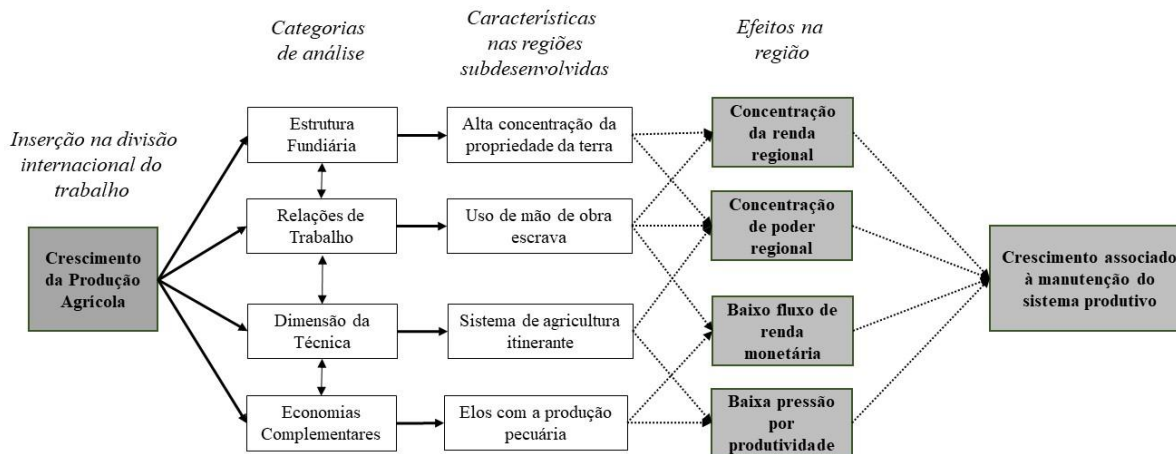 Categorias
de análise
Características
nas regiões
subdesenvolvidas
Efeitos na
região
Inserção na divisão
internacional do
trabalho
Crescimento
da Produção
Agrícola
Estrutura
Fundiária
Relações de
Trabalho
Dimensão da
Técnica
Economias
Complementares
Alta concentração da
propriedade da terra
Uso de mão de obra
escrava
Sistema de agricultura
itinerante
Elos com a produção
pecuária
Concentração
da renda
regional
Concentração
de poder
regional
Baixo fluxo de
renda
monetária
Baixa pressão
por
produtividade
Crescimento associado
à manutenção do
sistema produtivo